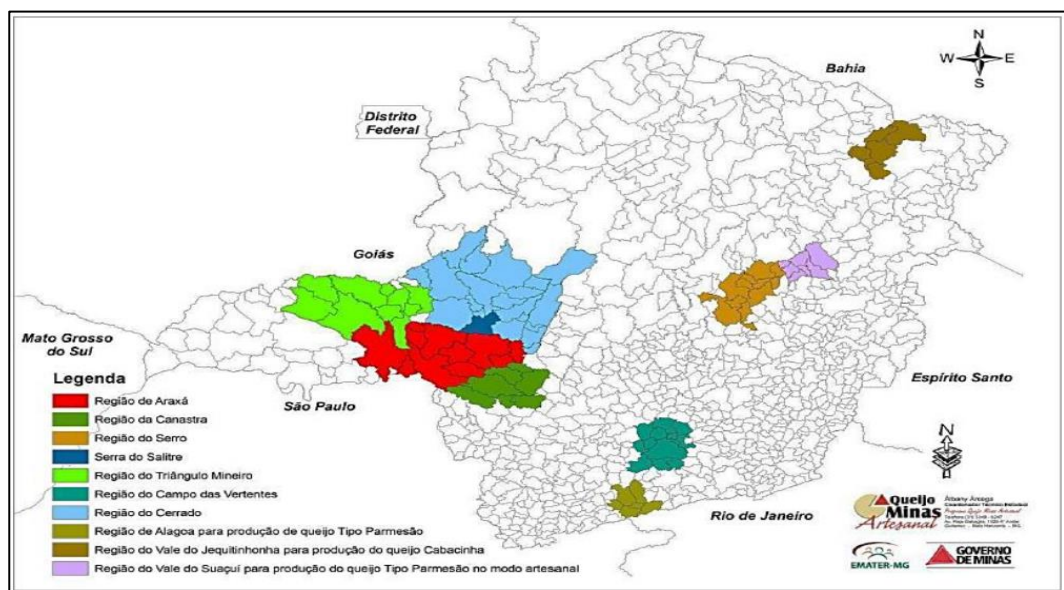 N
W E
S
Bahia
Distrito
Federal
Goiás
Mato Grosso
do Sul
Espírito Santo
São Paulo
Rio de Janeiro
N
Legenda
Região de Araxá
Região da Canastra
Região do Serro
Serra do Salitre
Região do Triângulo Mineiro
Região do Campo das Vertentes
Região do Cerrado
Região de Alagoa para produção de queijo Tipo Parmesão
Região do Vale do Jequitinhonha para produção do queijo Cabacinha
Região do Vale do Suaçuí para produção do queijo Tipo Parmesão no modo artesanal
Queijo
Minas
Artesanal
EMATER-MG
GOVERNO
DE MINAS